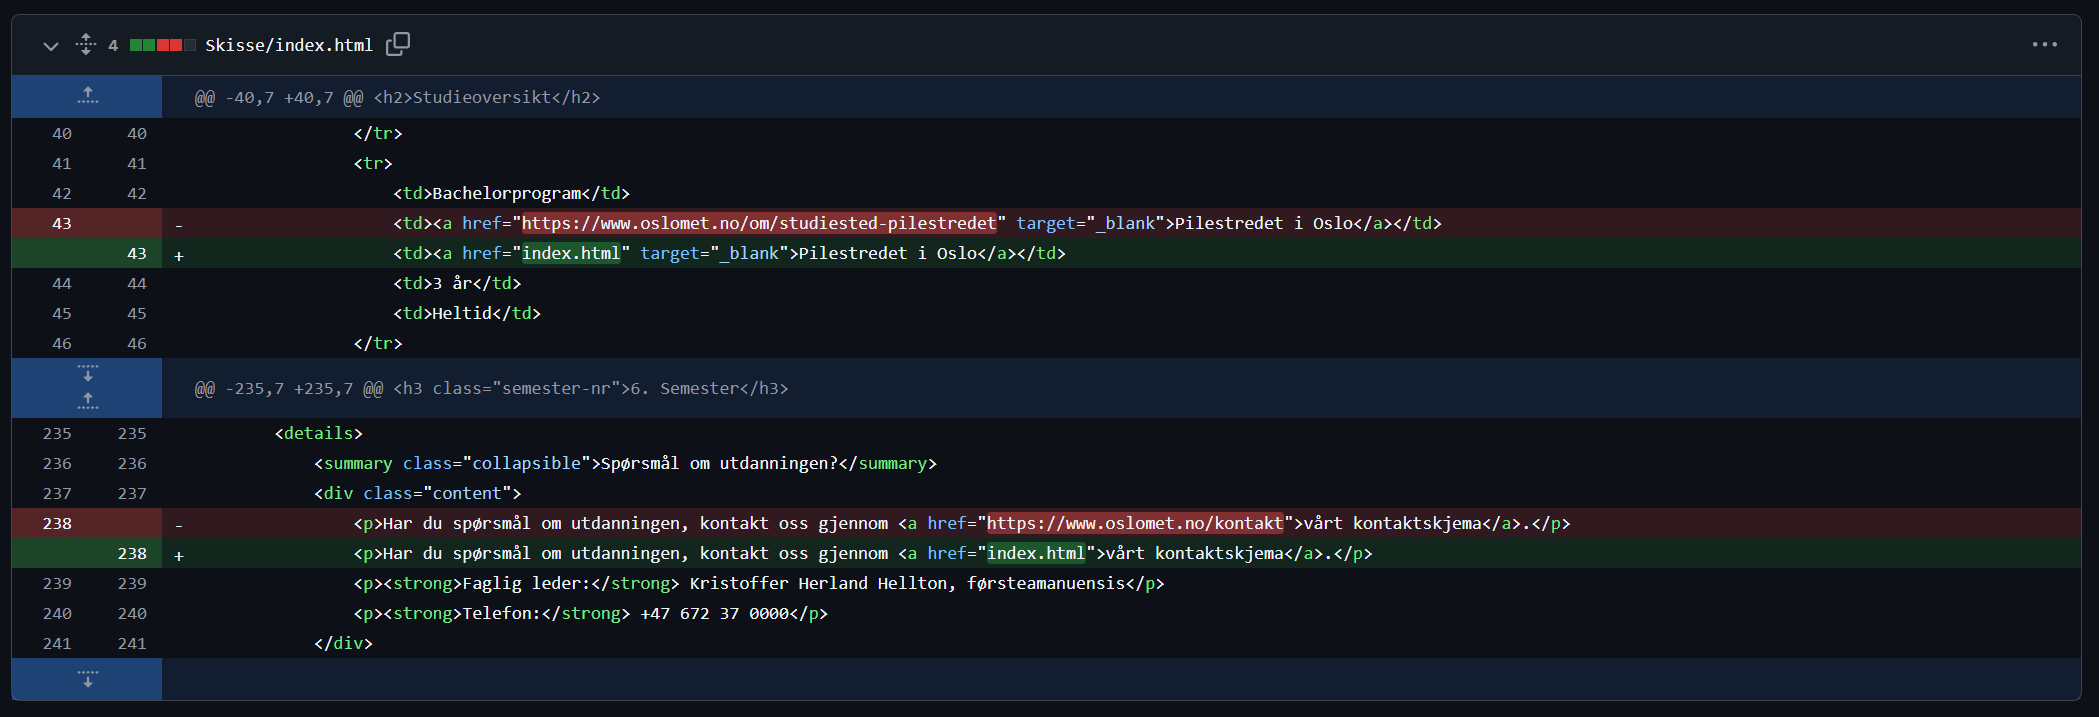 4 Skisse/index.html
@@ -40,7 +40,7 @@ <h2>Studieoversikt</h2>
40 40 </tr>
41 41 <tr>
42 42 <td>Bachelorprogram</td>
43 - <td><a href="https://www.oslomet.no/om/studiested-pilestredet" target="_blank">Pilestredet i Oslo</a></td>
43 + <td><a href="index.html" target="_blank">Pilestredet i Oslo</a></td>
44 44 <td>3 år</td>
45 45 <td>Heltid</td>
46 46 </tr>
@@ -235,7 +235,7 @@ <h3 class="semester-nr">6. Semester</h3>
235 235 <details>
236 236 <summary class="collapsible">Spørsmål om utdanningen?</summary>
237 237 <div class="content">
238 - <p>Har du spørsmål om utdanningen, kontakt oss gjennom <a href="https://www.oslomet.no/kontakt">vårt kontaktskjema</a>.</p>
238 + <p>Har du spørsmål om utdanningen, kontakt oss gjennom <a href="index.html">vårt kontaktskjema</a>.</p>
239 239 <p><strong>Faglig leder:</strong> Kristoffer Herland Hellton, førsteamanuensis</p>
240 240 <p><strong>Telefon:</strong> +47 672 37 0000</p>
241 241 </div>